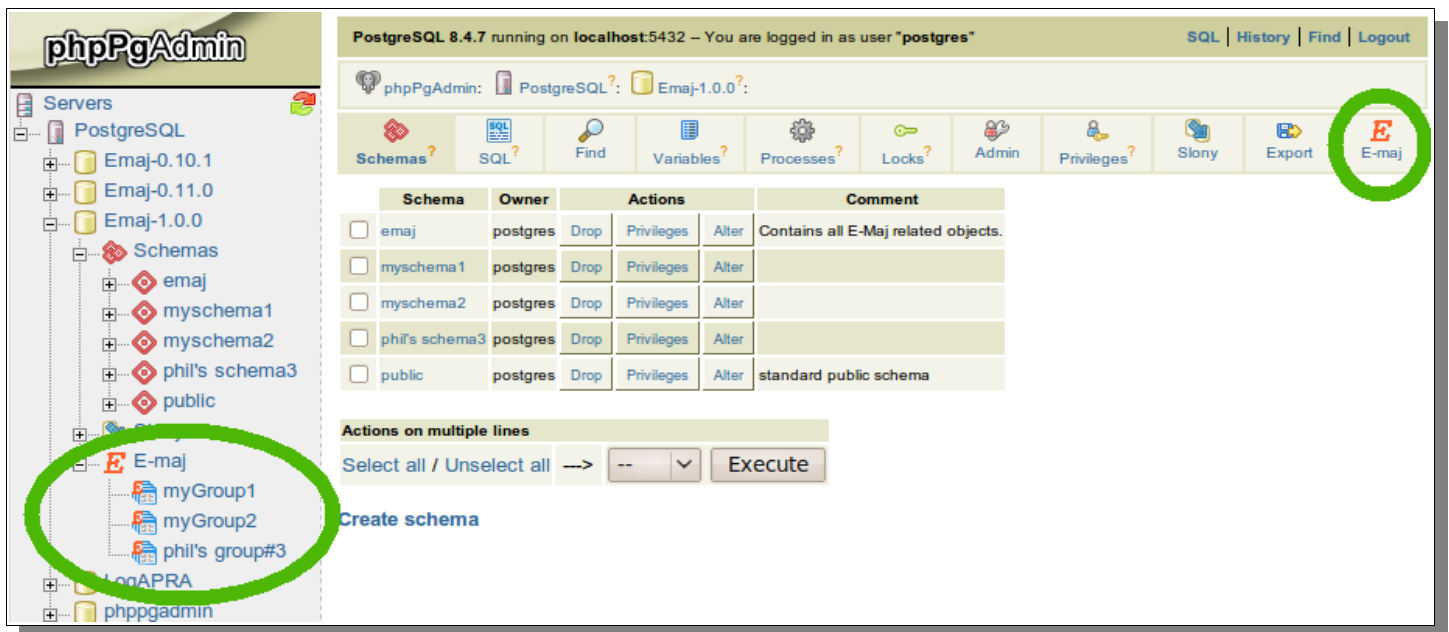 phpPgAdmin
Servers
PostgreSQL
Emaj-0.10.1
Emaj-0.11.0
Emaj-1.0.0
Schemas
emaj
myschema1
myschema2
phil's schema3
public
E-maj
myGroup1
myGroup2
phil's group#3
LogAPRA
phppgadmin
PostgreSQL 8.4.7 running on localhost:5432 -- You are logged in as user "postgres"
SQL | History | Find | Logout
phpPgAdmin: PostgreSQL?: Emaj-1.0.0?:
Schemas? SQL? Find Variables? Processes? Locks? Admin Privileges? Slony Export E-maj
Schema Owner Actions Comment
emaj postgres Drop Privileges Alter Contains all E-Maj related objects.
myschema1 postgres Drop Privileges Alter
myschema2 postgres Drop Privileges Alter
phil's schema3 postgres Drop Privileges Alter
public postgres Drop Privileges Alter standard public schema
Actions on multiple lines
Select all / Unselect all ---> -- Execute
Create schema